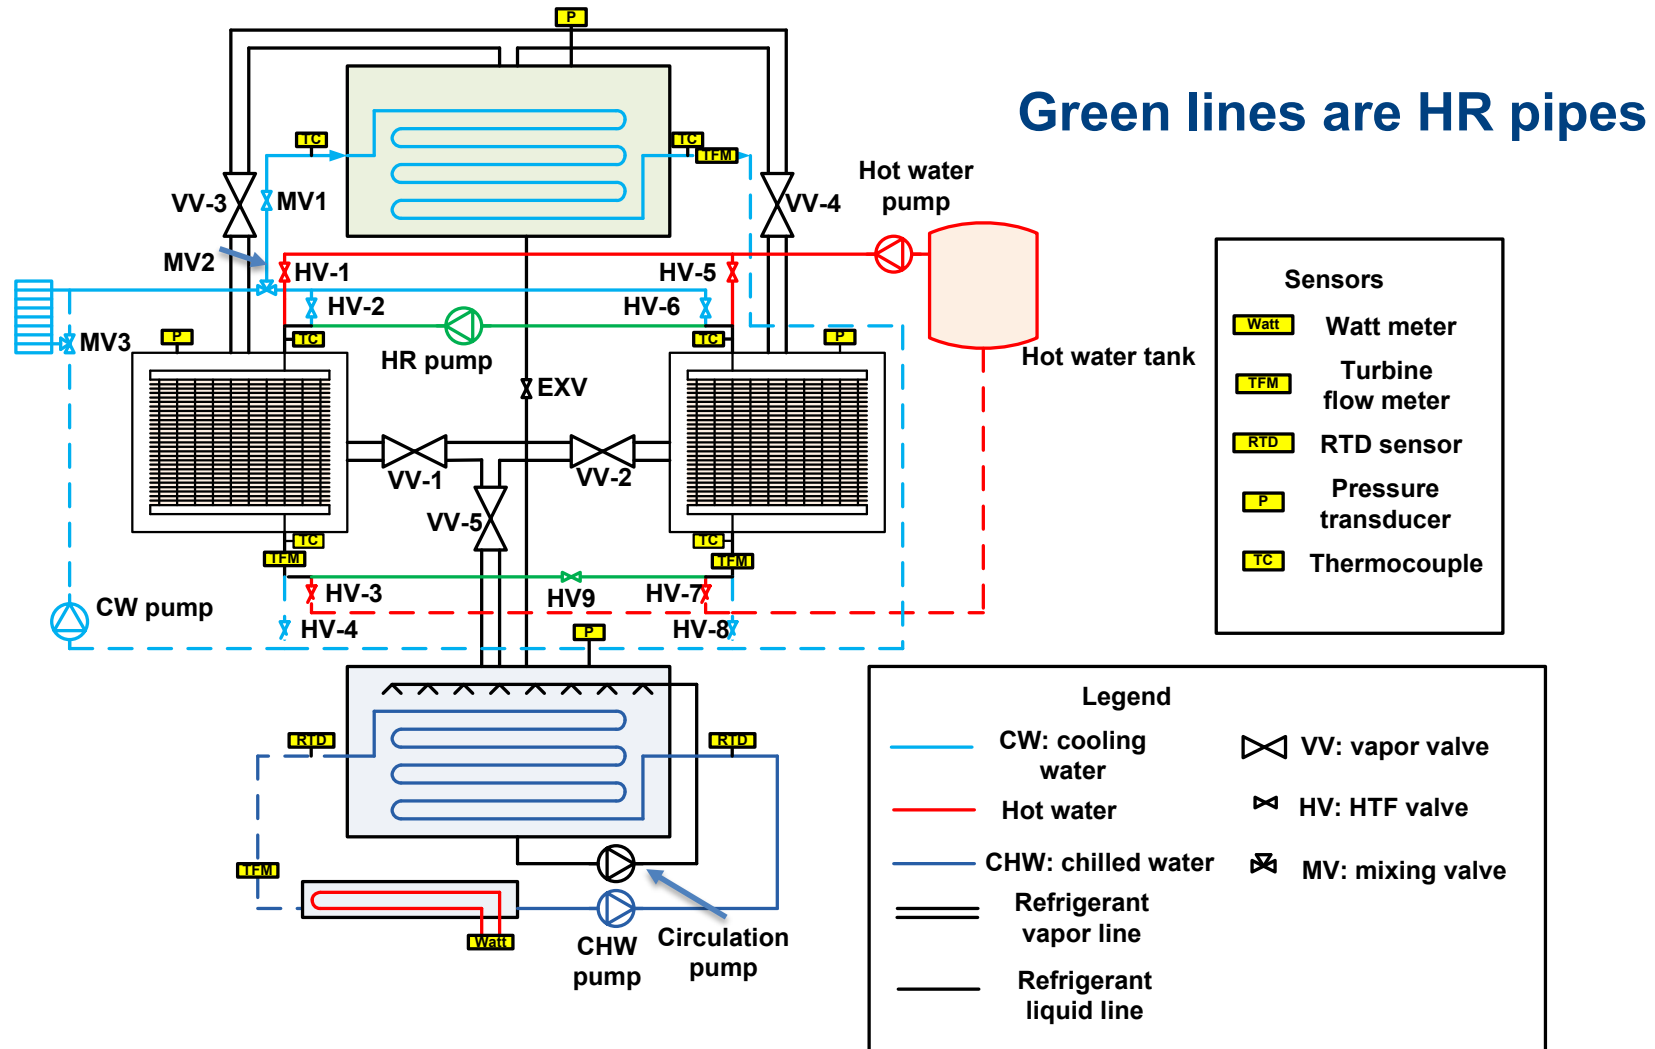 P
Green lines are HR pipes
TC
TC
TFM
Hot water
pump
VV-3
MV1
VV-4
MV2
HV-1
HV-5
HV-2
HV-6
MV3
P
TC
HR pump
TC
P
Hot water tank
EXV
VV-1
VV-2
VV-5
TC
TFM
TC
TFM
HV-3
HV9
HV-7
CW pump
HV-4
HV-8
P
RTD
RTD
TFM
Watt
CHW
pump
Circulation
pump
Sensors
Watt
Watt meter
TFM
Turbine
flow meter
RTD
RTD sensor
P
Pressure
transducer
TC
Thermocouple
Legend
CW: cooling
water
VV: vapor valve
Hot water
HV: HTF valve
CHW: chilled water
MV: mixing valve
Refrigerant
vapor line
Refrigerant
liquid line